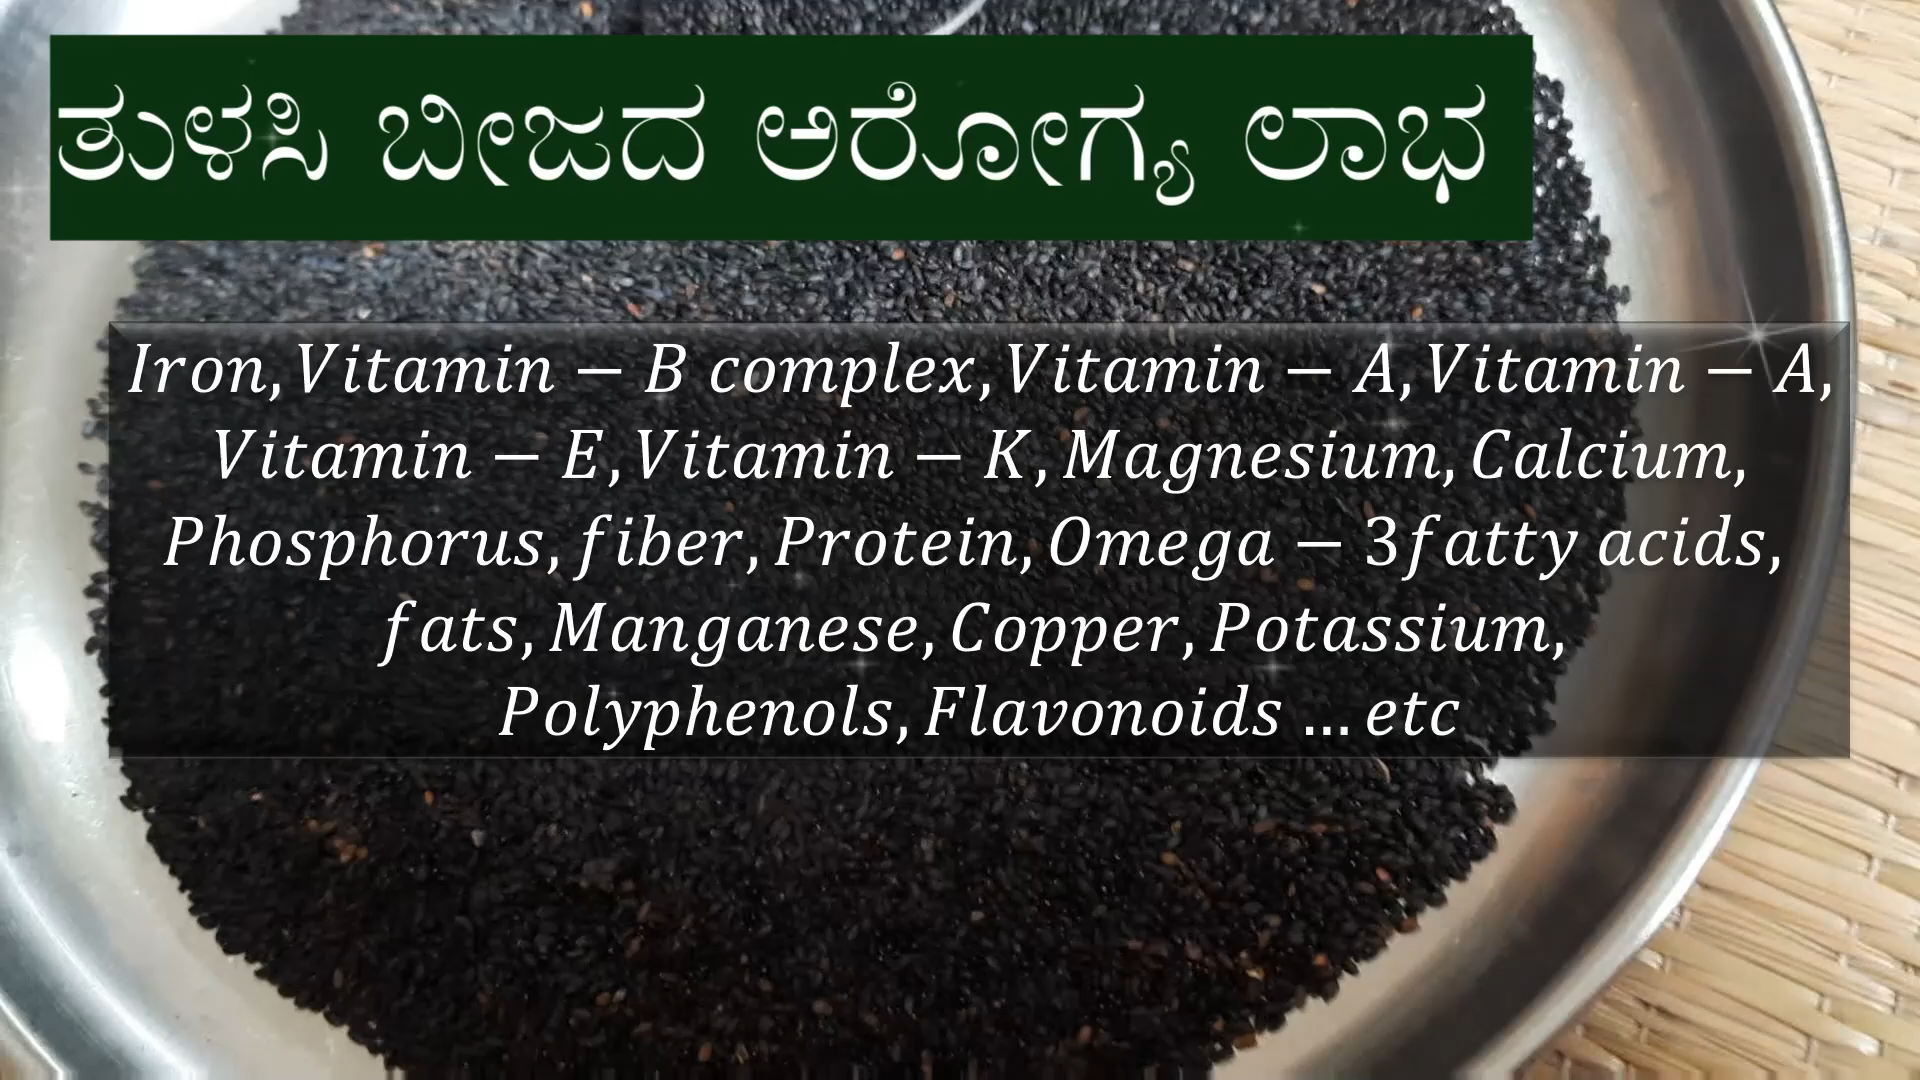 ತುಳಸಿ ಬೀಜದ ಆರೋಗ್ಯ ಲಾಭ
Iron, Vitamin − B complex, Vitamin − A, Vitamin − A,
Vitamin − E, Vitamin − K, Magnesium, Calcium,
Phosphorus, fiber, Protein, Omega − 3fatty acids,
fats, Manganese, Copper, Potassium,
Polyphenols, Flavonoids … etc